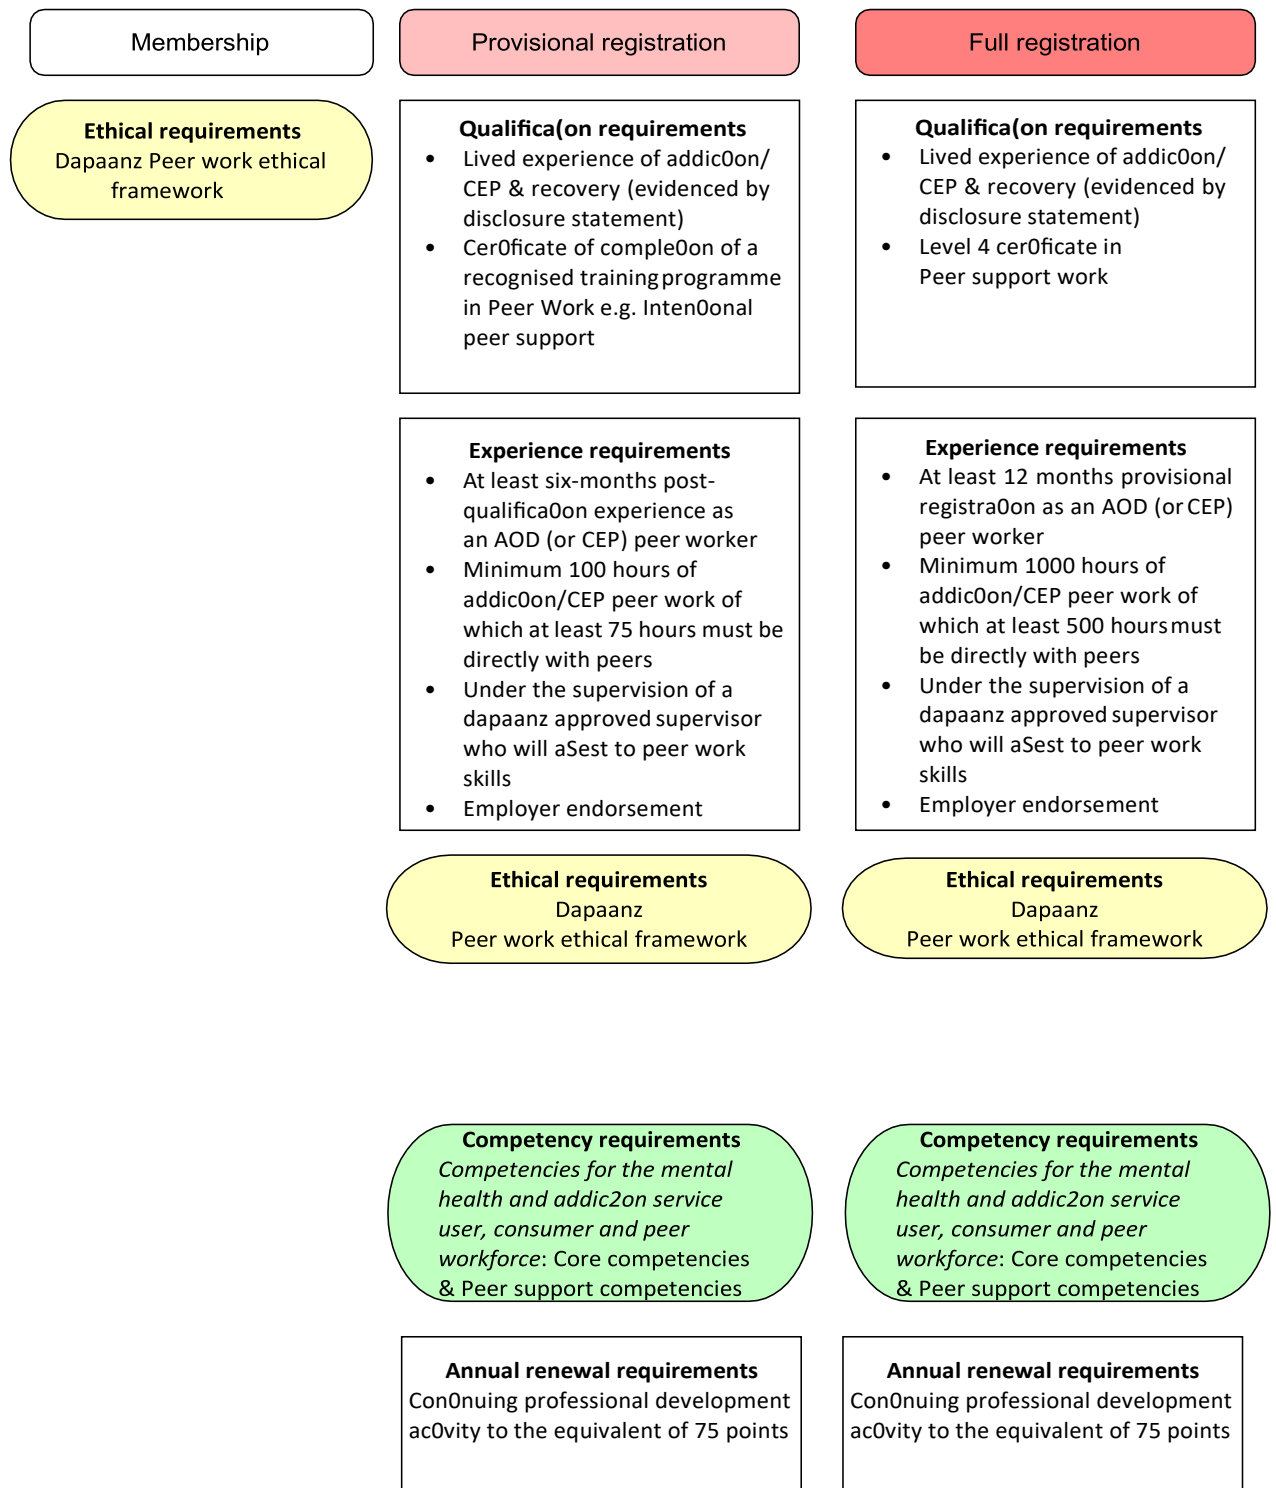 Membership
Provisional registration
Full registration
Ethical requirements
Dapaanz Peer work ethical
framework
Qualifica(on requirements
• Lived experience of addic0on/
CEP & recovery (evidenced by
disclosure statement)
• Cer0ficate of comple0on of a
recognised training programme
in Peer Work e.g. Inten0onal
peer support
Qualifica(on requirements
• Lived experience of addic0on/
CEP & recovery (evidenced by
disclosure statement)
• Level 4 cer0ficate in
Peer support work
Experience requirements
• At least six-months post-
qualifica0on experience as
an AOD (or CEP) peer worker
• Minimum 100 hours of
addic0on/CEP peer work of
which at least 75 hours must be
directly with peers
• Under the supervision of a
dapaanz approved supervisor
who will aSest to peer work
skills
• Employer endorsement
Experience requirements
• At least 12 months provisional
registra0on as an AOD (or CEP)
peer worker
• Minimum 1000 hours of
addic0on/CEP peer work of
which at least 500 hours must
be directly with peers
• Under the supervision of a
dapaanz approved supervisor
who will aSest to peer work
skills
• Employer endorsement
Ethical requirements
Dapaanz
Peer work ethical framework
Ethical requirements
Dapaanz
Peer work ethical framework
Competency requirements
Competencies for the mental
health and addic2on service
user, consumer and peer
workforce: Core competencies
& Peer support competencies
Competency requirements
Competencies for the mental
health and addic2on service
user, consumer and peer
workforce: Core competencies
& Peer support competencies
Annual renewal requirements
Con0nuing professional development
ac0vity to the equivalent of 75 points
Annual renewal requirements
Con0nuing professional development
ac0vity to the equivalent of 75 points